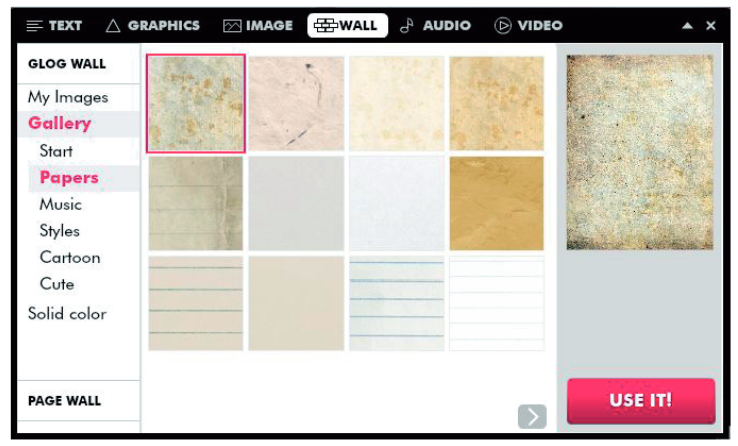 TEXT GRAPHICS IMAGE WALL AUDIO VIDEO
GLOG WALL
My Images
Gallery
Start
Papers
Music
Styles
Cartoon
Cute
Solid color
PAGE WALL
USE IT!